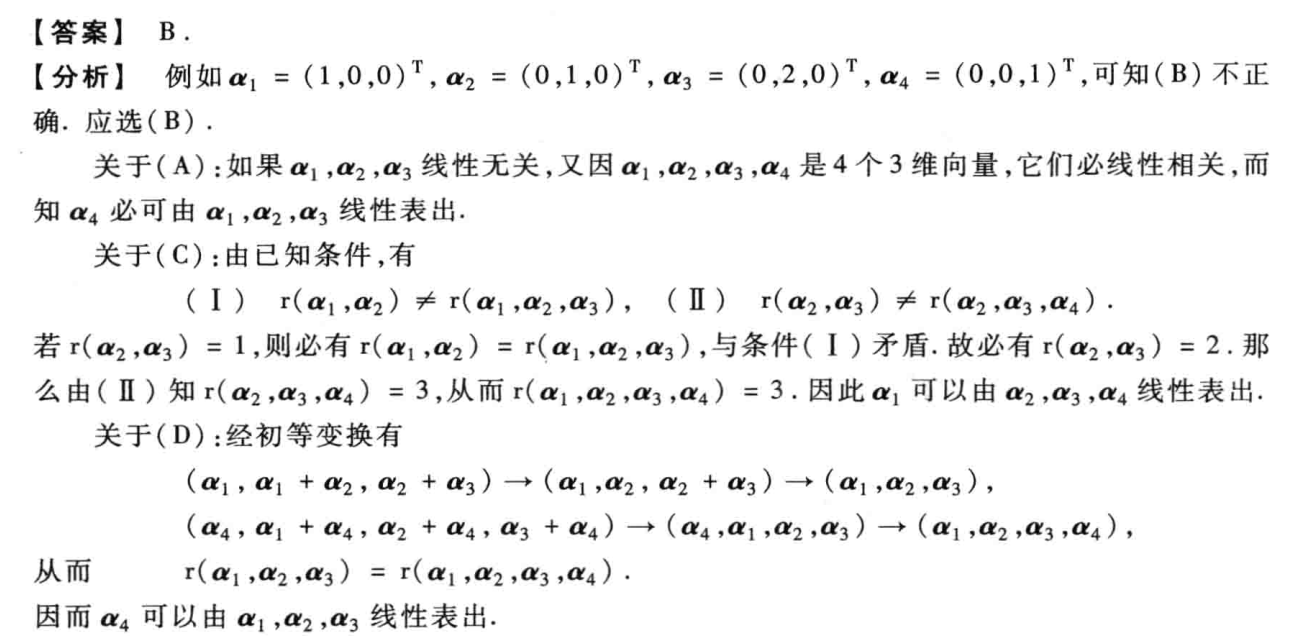 【答案】 B.
【分析】 例如 α₁ = (1,0,0)ᵀ, α₂ = (0,1,0)ᵀ, α₃ = (0,2,0)ᵀ, α₄ = (0,0,1)ᵀ,可知(B)不正
确. 应选(B).
关于(A):如果 α₁,α₂,α₃ 线性无关,又因 α₁,α₂,α₃,α₄ 是4个3维向量,它们必线性相关,而
知 α₄ 必可由 α₁,α₂,α₃ 线性表出.
关于(C):由已知条件,有
(Ⅰ) r(α₁,α₂) ≠ r(α₁,α₂,α₃), (Ⅱ) r(α₂,α₃) ≠ r(α₂,α₃,α₄).
若 r(α₂,α₃) = 1,则必有 r(α₁,α₂) = r(α₁,α₂,α₃),与条件(Ⅰ)矛盾. 故必有 r(α₂,α₃) = 2. 那
么由(Ⅱ)知 r(α₂,α₃,α₄) = 3,从而 r(α₁,α₂,α₃,α₄) = 3. 因此 α₁ 可以由 α₂,α₃,α₄ 线性表出.
关于(D):经初等变换有
(α₁, α₁ + α₂, α₂ + α₃) → (α₁,α₂, α₂ + α₃) → (α₁,α₂,α₃),
(α₄, α₁ + α₄, α₂ + α₄, α₃ + α₄) → (α₄,α₁,α₂,α₃) → (α₁,α₂,α₃,α₄),
从而 r(α₁,α₂,α₃) = r(α₁,α₂,α₃,α₄).
因而 α₄ 可以由 α₁,α₂,α₃ 线性表出.